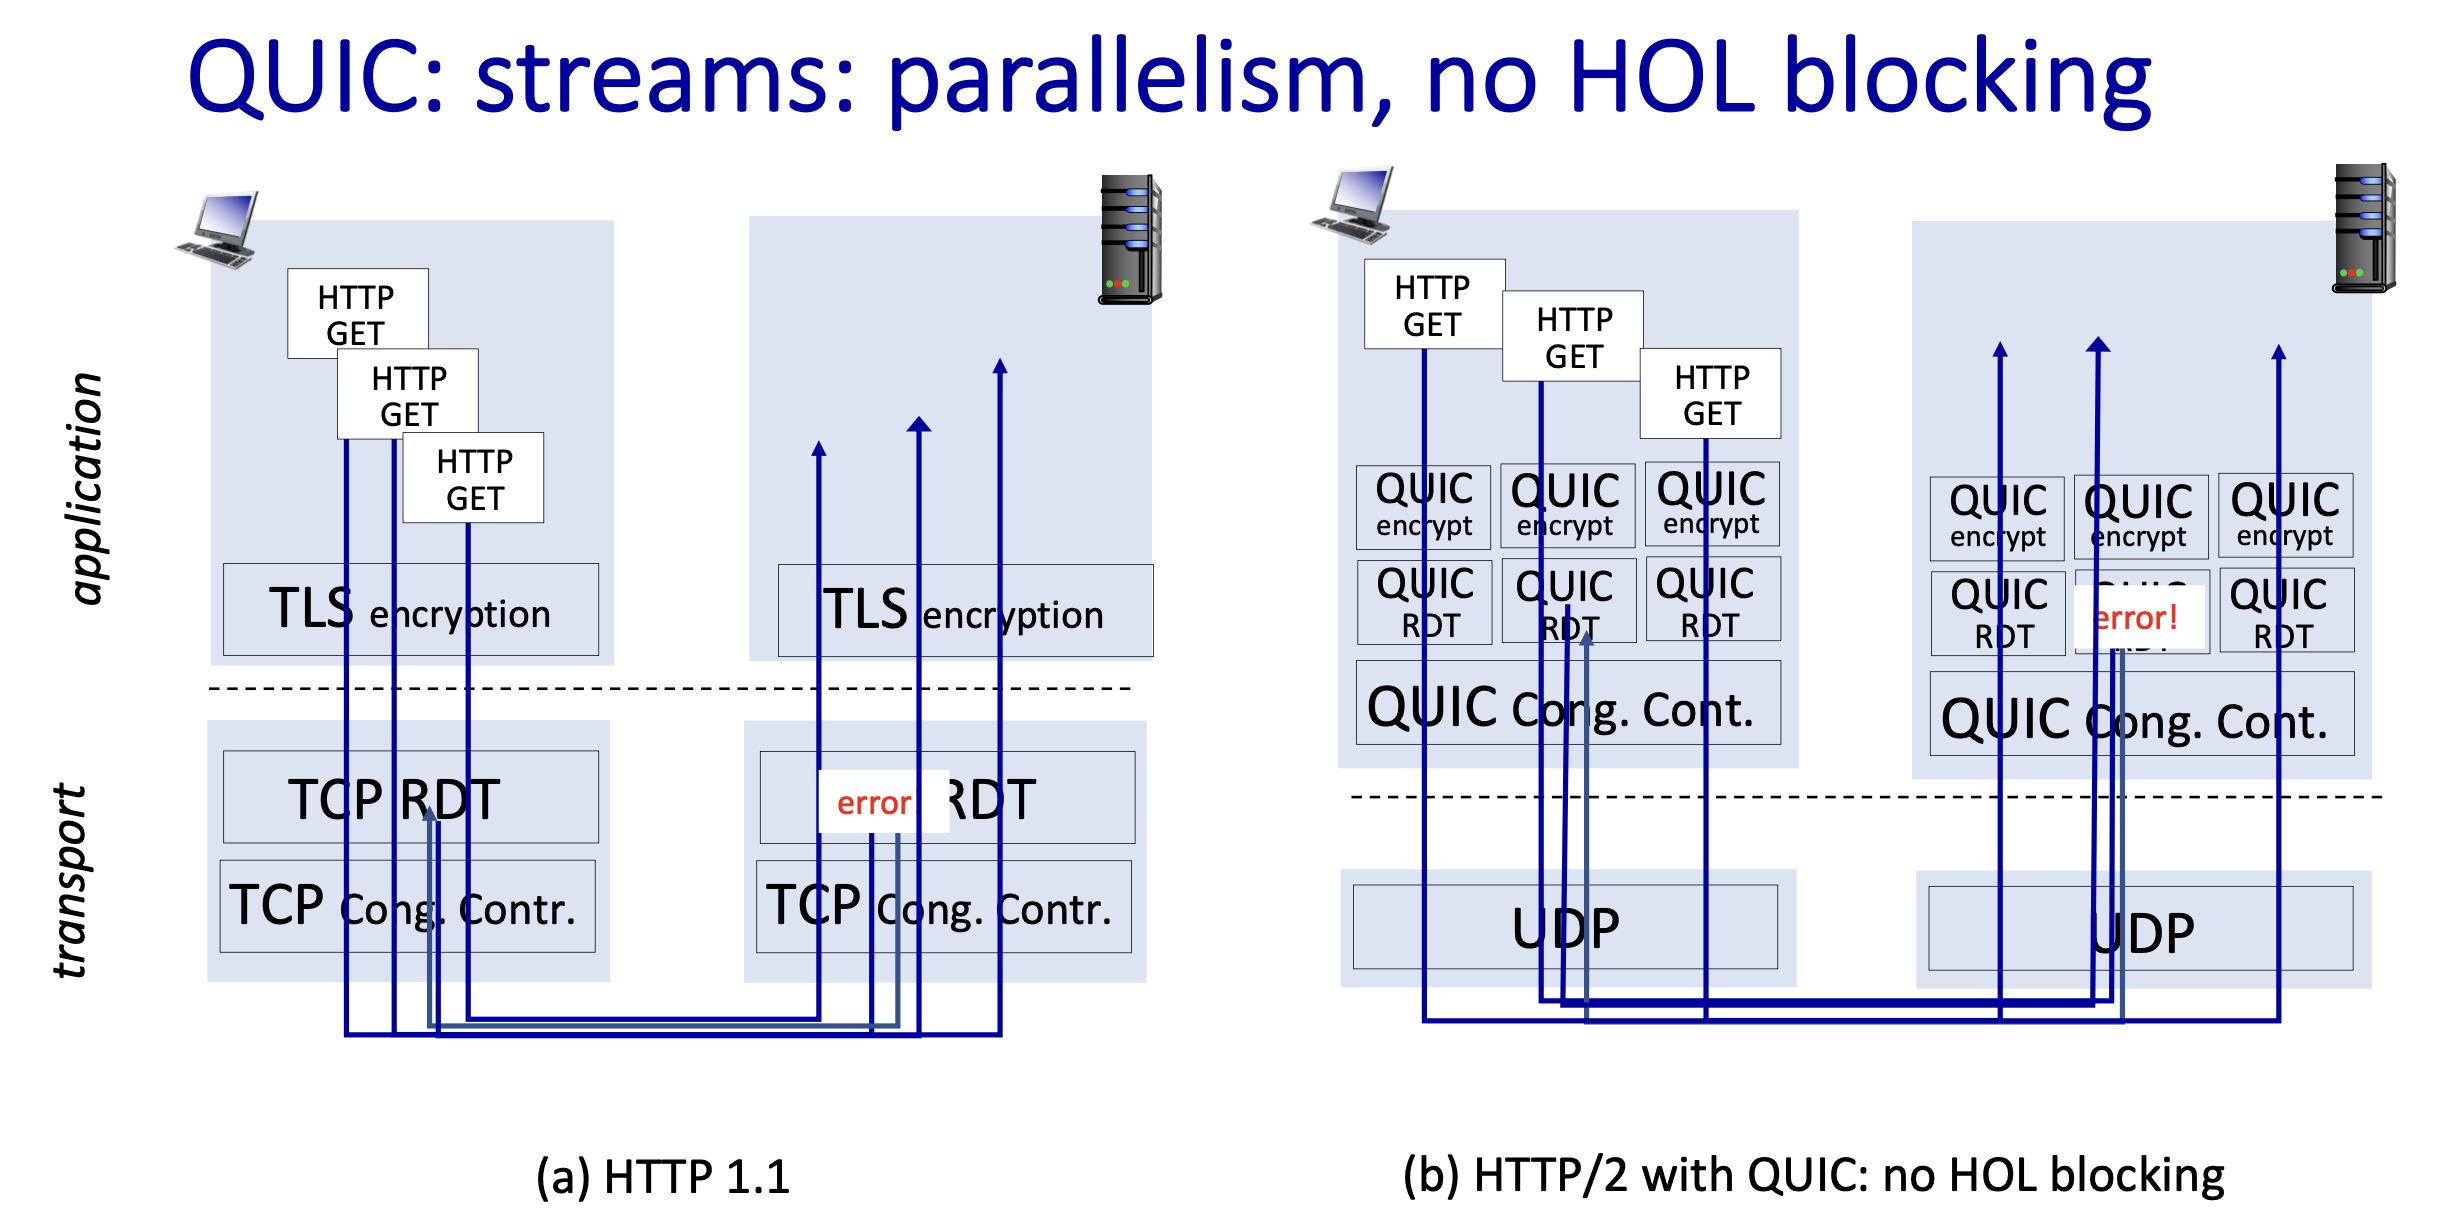 QUIC: streams: parallelism, no HOL blocking
application
transport
HTTP
GET
HTTP
GET
HTTP
GET
TLS encryption
TCP RDT
TCP Cong. Contr.
TLS encryption
error
RDT
TCP Cong. Contr.
(a) HTTP 1.1
HTTP
GET
HTTP
GET
HTTP
GET
QUIC
encrypt
QUIC
encrypt
QUIC
encrypt
QUIC
RDT
QUIC
RDT
QUIC
RDT
QUIC Cong. Cont.
UDP
QUIC
encrypt
QUIC
encrypt
QUIC
encrypt
QUIC
RDT
error!
QUIC
RDT
QUIC Cong. Cont.
UDP
(b) HTTP/2 with QUIC: no HOL blocking